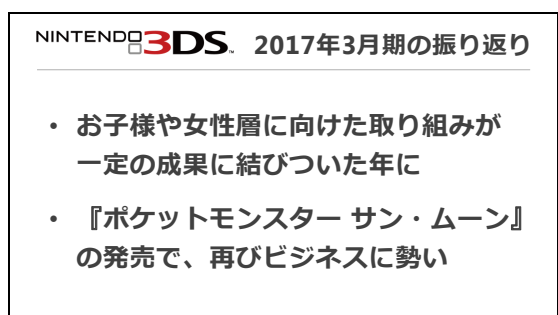 NINTENDO 3DS™ 2017年3月期の振り返り
・ お子様や女性層に向けた取り組みが
一定の成果に結びついた年に
・ 『ポケットモンスター サン・ムーン』
の発売で、再びビジネスに勢い